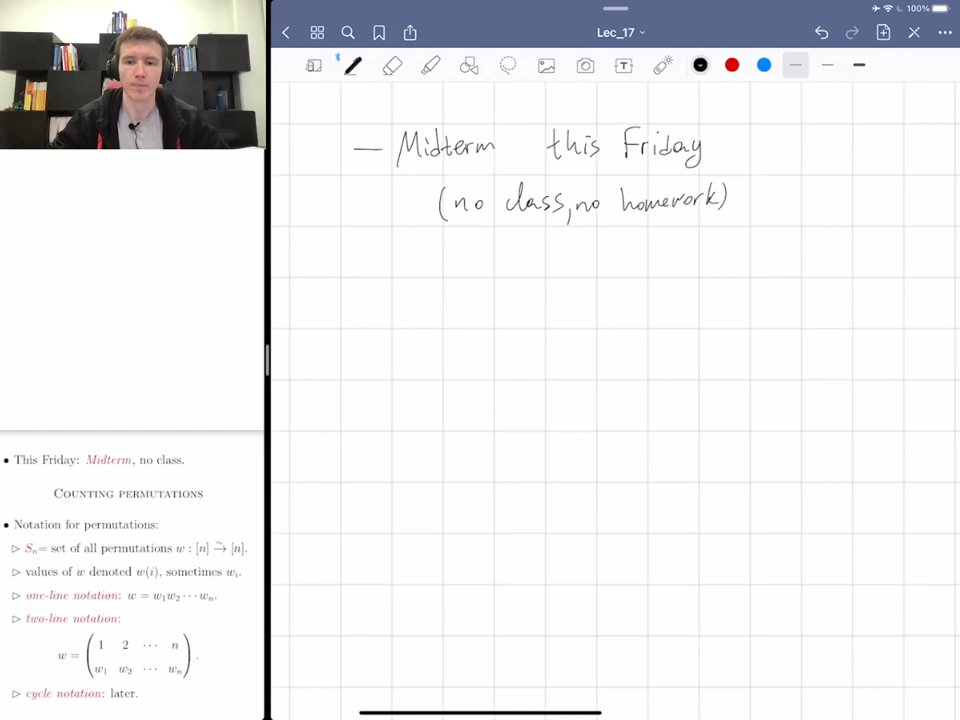 100%
Lec_17
— Midterm this Friday
(no class, no homework)
• This Friday: Midterm, no class.
Counting permutations
• Notation for permutations:
▷ Sₙ= set of all permutations w : [n] →̃ [n].
▷ values of w denoted w(i), sometimes wᵢ.
▷ one-line notation: w = w₁w₂ ⋯ wₙ.
▷ two-line notation:
w = ( 1 2 ⋯ n
w₁ w₂ ⋯ wₙ ) .
▷ cycle notation: later.